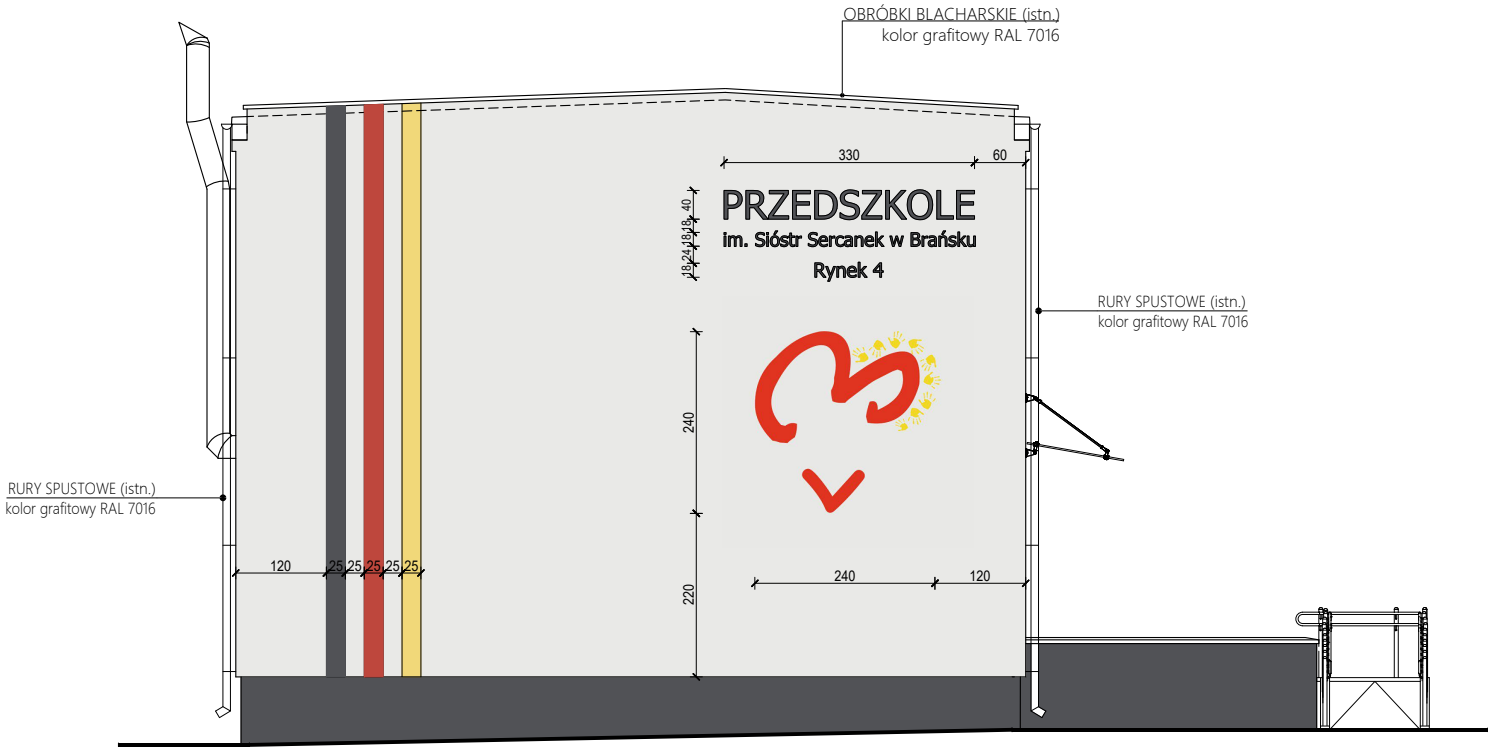 OBRÓBKI BLACHARSKIE (istn.)
kolor grafitowy RAL 7016
330
60
PRZEDSZKOLE
im. Sióstr Sercanek w Brańsku
Rynek 4
40
18
18
24
18
RURY SPUSTOWE (istn.)
kolor grafitowy RAL 7016
240
RURY SPUSTOWE (istn.)
kolor grafitowy RAL 7016
120
25
25
25
25
25
240
120
220